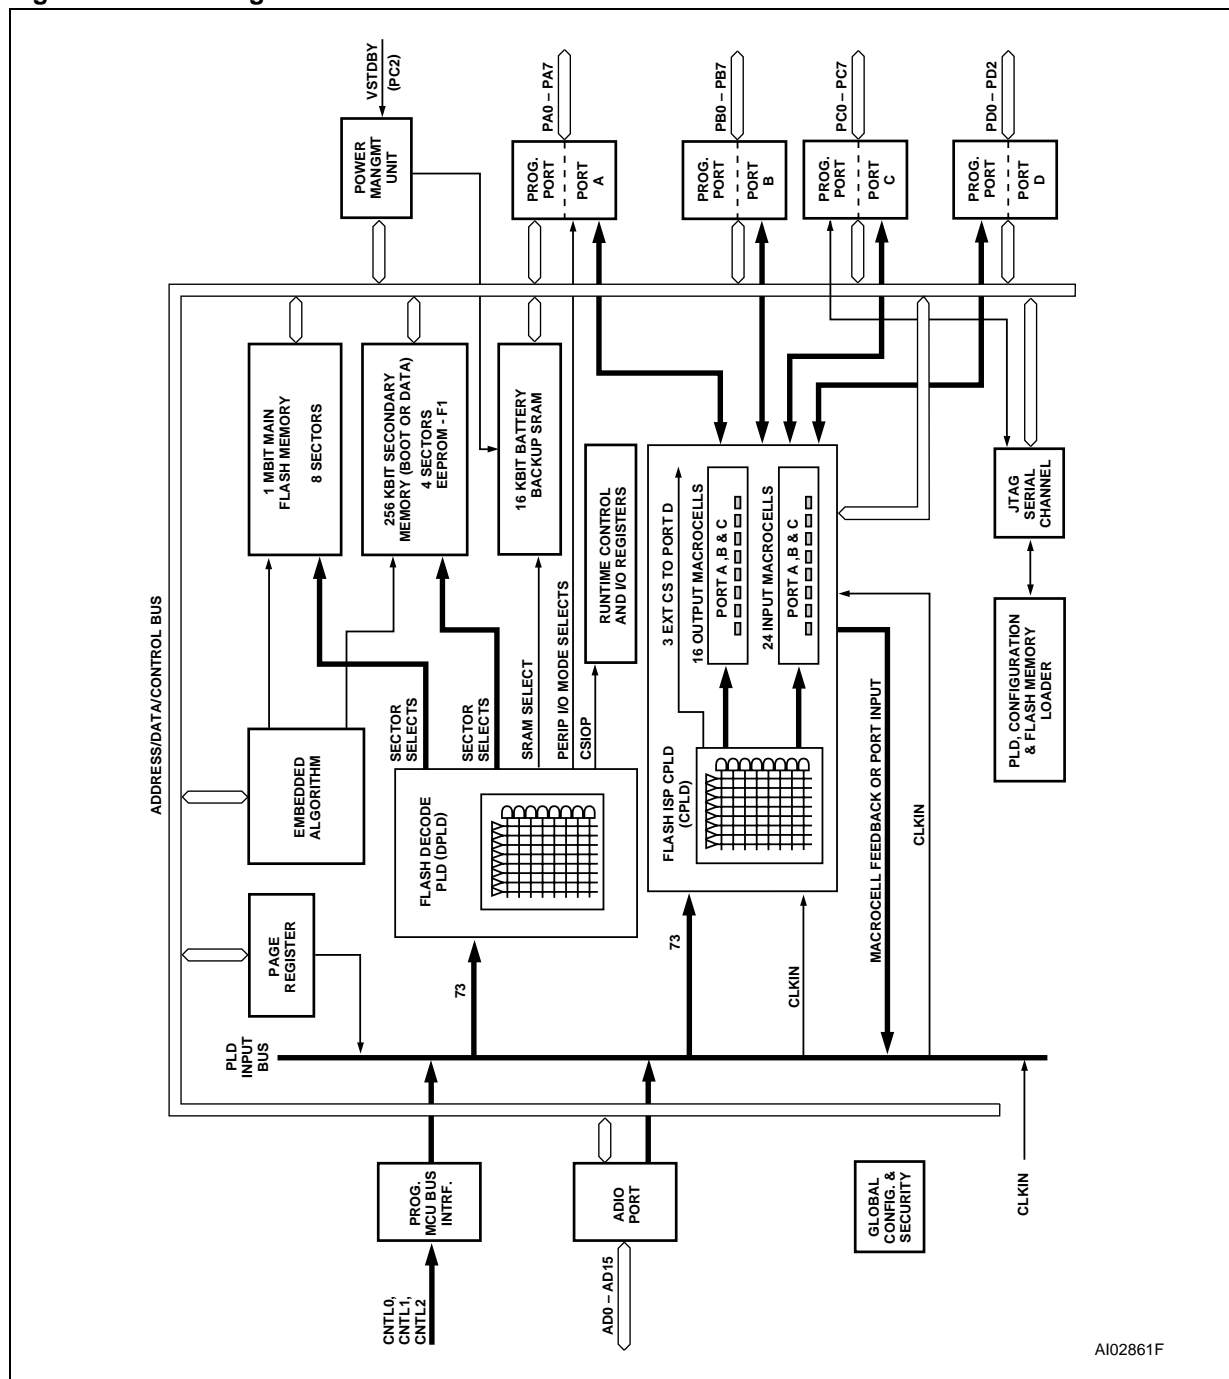 VSTDBY
(PC2)
PA0 – PA7
PB0 – PB7
PC0 – PC7
PD0 – PD2
POWER
MANGMT
UNIT
PROG.
PORT
PORT
A
PROG.
PORT
PORT
B
PROG.
PORT
PORT
C
PROG.
PORT
PORT
D
ADDRESS/DATA/CONTROL BUS
1 MBIT MAIN
FLASH MEMORY
8 SECTORS
256 KBIT SECONDARY
MEMORY (BOOT OR DATA)
4 SECTORS
EEPROM - F1
16 KBIT BATTERY
BACKUP SRAM
RUNTIME CONTROL
AND I/O REGISTERS
3 EXT CS TO PORT D
16 OUTPUT MACROCELLS
PORT A ,B & C
24 INPUT MACROCELLS
PORT A ,B & C
JTAG
SERIAL
CHANNEL
PLD, CONFIGURATION
& FLASH MEMORY
LOADER
SECTOR
SELECTS
SECTOR
SELECTS
SRAM SELECT
PERIP I/O MODE SELECTS
CSIOP
EMBEDDED
ALGORITHM
FLASH DECODE
PLD (DPLD)
FLASH ISP CPLD
(CPLD)
MACROCELL FEEDBACK OR PORT INPUT
CLKIN
PAGE
REGISTER
73
73
CLKIN
PLD
INPUT
BUS
PROG.
MCU BUS
INTRF.
ADIO
PORT
GLOBAL
CONFIG. &
SECURITY
CLKIN
CNTL0,
CNTL1,
CNTL2
AD0 – AD15
AI02861F